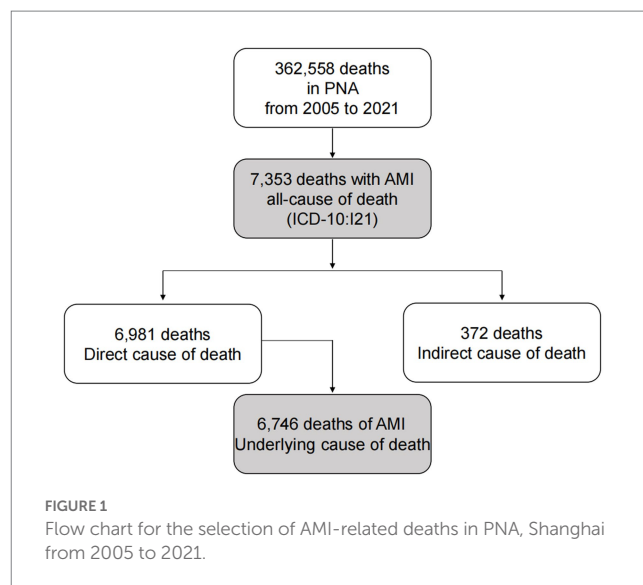 362,558 deaths
in PNA
from 2005 to 2021
7,353 deaths with AMI
all-cause of death
(ICD-10:I21)
6,981 deaths
Direct cause of death
372 deaths
Indirect cause of death
6,746 deaths of AMI
Underlying cause of death
FIGURE 1
Flow chart for the selection of AMI-related deaths in PNA, Shanghai
from 2005 to 2021.